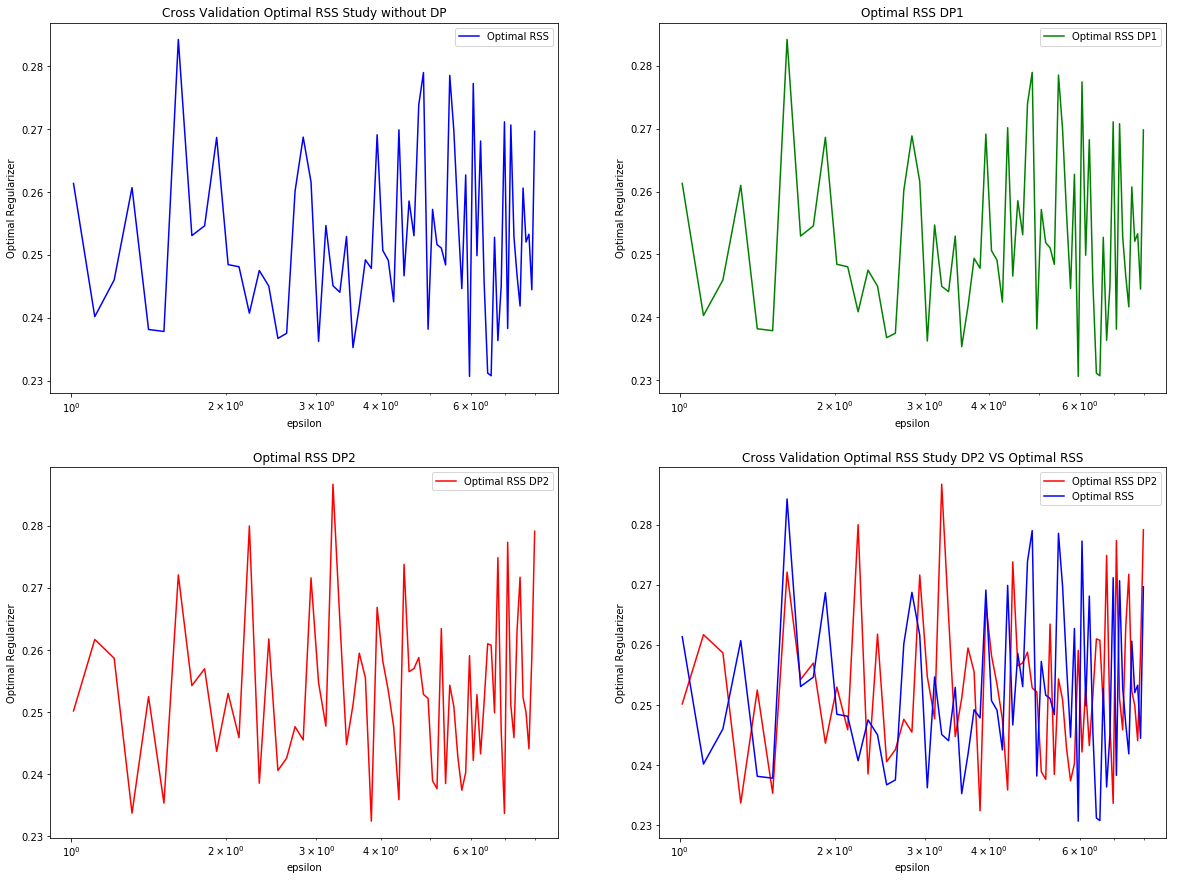 Cross Validation Optimal RSS Study without DP
Optimal RSS
Optimal Regularizer
0.28
0.27
0.26
0.25
0.24
0.23
10⁰
2 × 10⁰
3 × 10⁰
4 × 10⁰
6 × 10⁰
epsilon
Optimal RSS DP1
Optimal RSS DP1
Optimal Regularizer
0.28
0.27
0.26
0.25
0.24
0.23
10⁰
2 × 10⁰
3 × 10⁰
4 × 10⁰
6 × 10⁰
epsilon
Optimal RSS DP2
Optimal RSS DP2
Optimal Regularizer
0.28
0.27
0.26
0.25
0.24
0.23
10⁰
2 × 10⁰
3 × 10⁰
4 × 10⁰
6 × 10⁰
epsilon
Cross Validation Optimal RSS Study DP2 VS Optimal RSS
Optimal RSS DP2
Optimal RSS
Optimal Regularizer
0.28
0.27
0.26
0.25
0.24
0.23
10⁰
2 × 10⁰
3 × 10⁰
4 × 10⁰
6 × 10⁰
epsilon